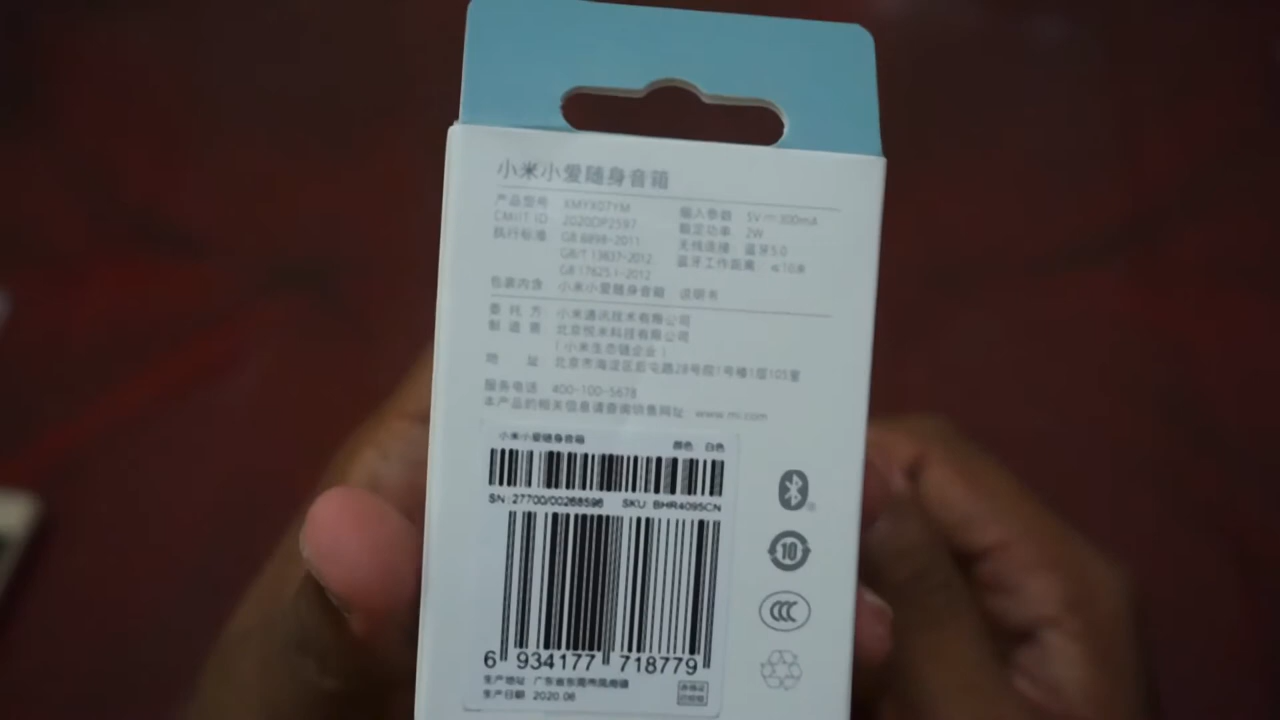 小米小爱随身音箱
产品型号 XMYX07YM
CMIIT ID 2020DP2597
执行标准 GB 8898-2011
GB/T 13837-2012
GB 17625.1-2012
输入参数 5V⎓300mA
额定功率 2W
无线连接 蓝牙5.0
蓝牙工作距离 ≤10米
包装内含 小米小爱随身音箱 说明书
委托方 小米通讯技术有限公司
制造商 北京悦米科技有限公司
(小米生态链企业)
地址 北京市海淀区后屯路28号院1号楼1层105室
服务电话 400-100-5678
本产品的相关信息请查阅销售网址 www.mi.com
小米小爱随身音箱 颜色 白色
SN: 27700/00268596 SKU: BHR4095CN
6 934177 718779
生产地址: 广东省东莞市凤岗镇
生产日期: 2020.06
10
CCC